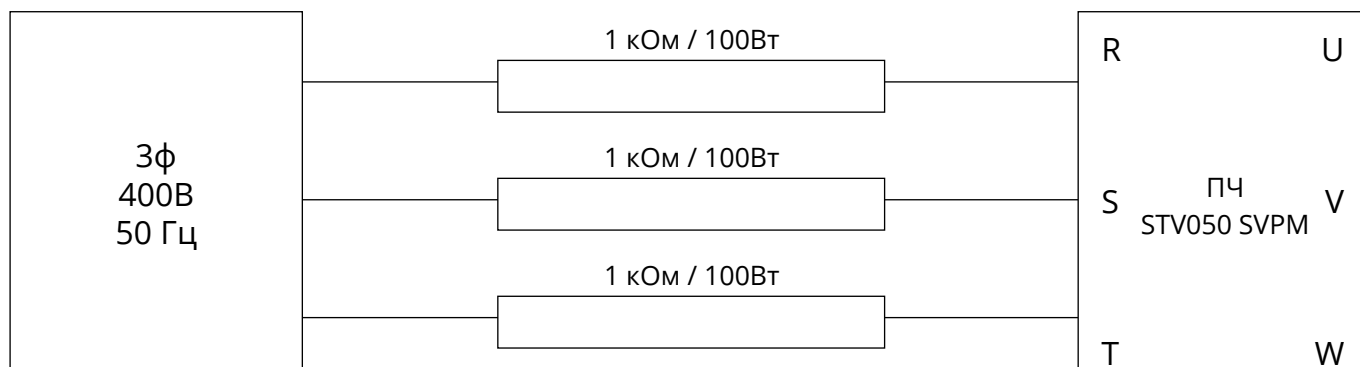 1 кОм / 100Вт
R U
1 кОм / 100Вт
3ф
400В
50 Гц
S ПЧ V
STV050 SVPM
1 кОм / 100Вт
T W